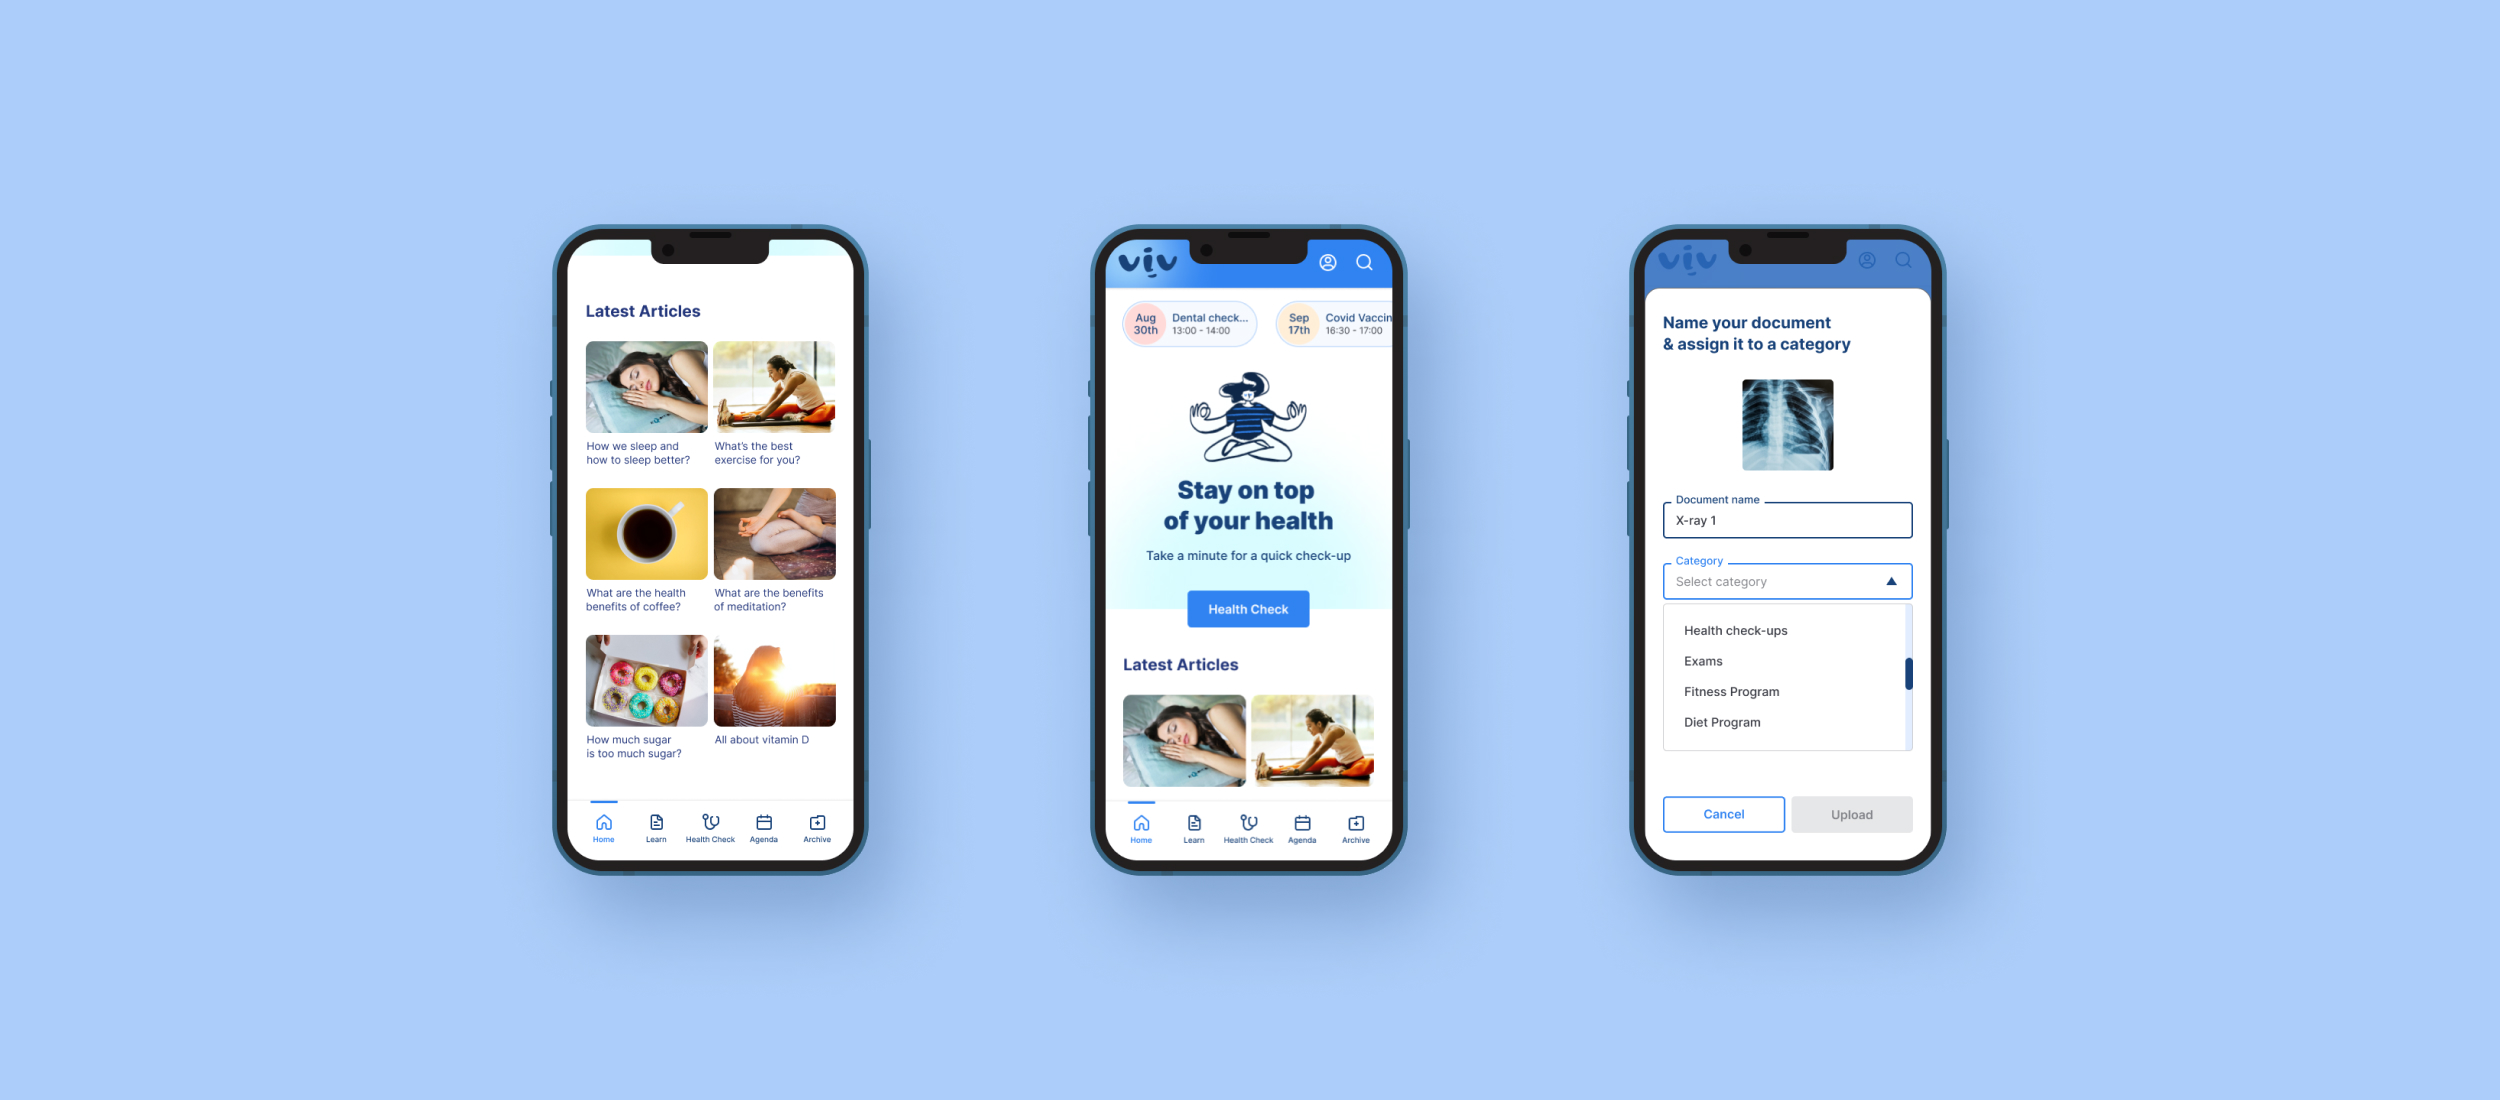 Latest Articles
How we sleep and
how to sleep better?
What's the best
exercise for you?
What are the health
benefits of coffee?
What are the benefits
of meditation?
How much sugar
is too much sugar?
All about vitamin D
Home
Learn
Health Check
Agenda
Archive
viv
Aug
30th
Dental check...
13:00 - 14:00
Sep
17th
Covid Vaccin
16:30 - 17:00
Stay on top
of your health
Take a minute for a quick check-up
Health Check
Latest Articles
Home
Learn
Health Check
Agenda
Archive
viv
Name your document
& assign it to a category
Document name
X-ray 1
Category
Select category
Health check-ups
Exams
Fitness Program
Diet Program
Cancel
Upload